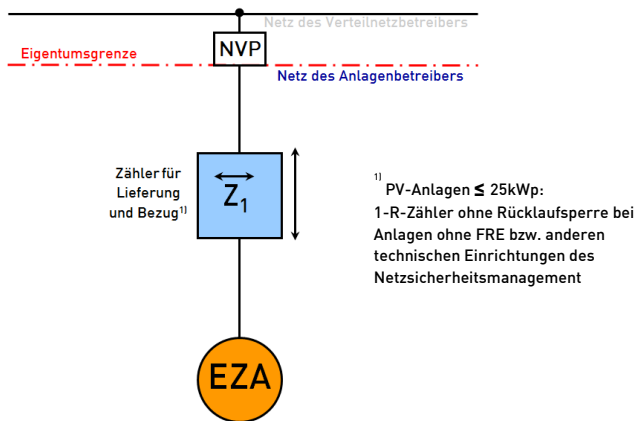 Netz des Verteilnetzbetreibers
NVP
Eigentumsgrenze
Netz des Anlagenbetreibers
Zähler für
Lieferung
und Bezug¹⁾
Z₁
¹⁾ PV-Anlagen ≤ 25kWp:
1-R-Zähler ohne Rücklaufsperre bei
Anlagen ohne FRE bzw. anderen
technischen Einrichtungen des
Netzsicherheitsmanagement
EZA